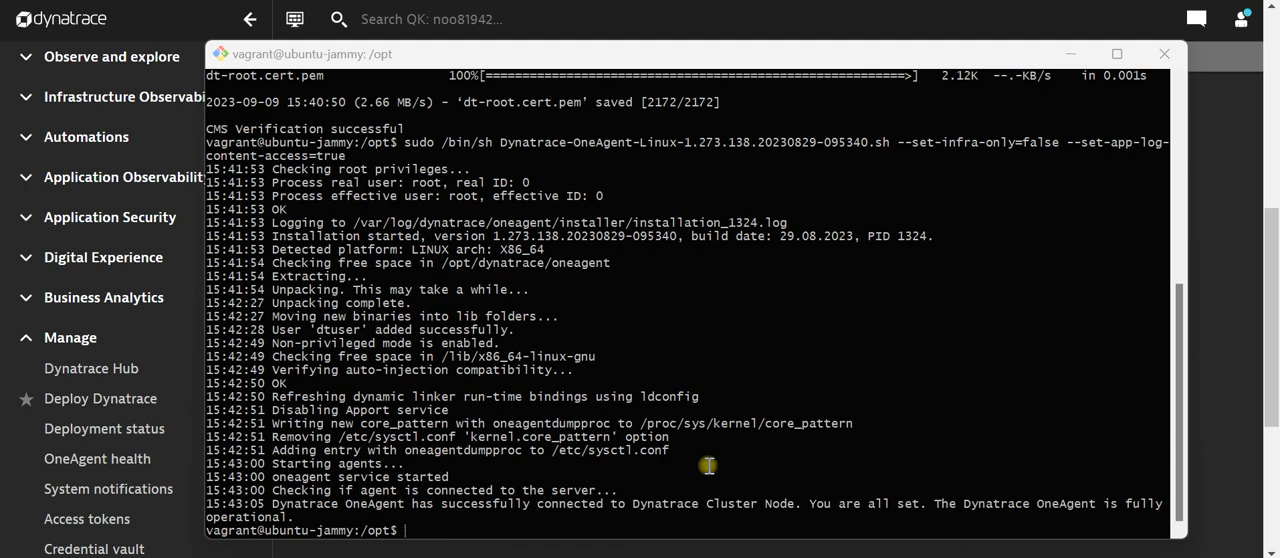 dynatrace
Search QK: noo81942...
Observe and explore
Infrastructure Observabi
Automations
Application Observabilit
Application Security
Digital Experience
Business Analytics
Manage
Dynatrace Hub
Deploy Dynatrace
Deployment status
OneAgent health
System notifications
Access tokens
Credential vault
vagrant@ubuntu-jammy: /opt
dt-root.cert.pem 100%[===========================================================>] 2.12K --.-KB/s in 0.001s
2023-09-09 15:40:50 (2.66 MB/s) - ‘dt-root.cert.pem’ saved [2172/2172]
CMS Verification successful
vagrant@ubuntu-jammy:/opt$ sudo /bin/sh Dynatrace-OneAgent-Linux-1.273.138.20230829-095340.sh --set-infra-only=false --set-app-log-
content-access=true
15:41:53 Checking root privileges...
15:41:53 Process real user: root, real ID: 0
15:41:53 Process effective user: root, effective ID: 0
15:41:53 OK
15:41:53 Logging to /var/log/dynatrace/oneagent/installer/installation_1324.log
15:41:53 Installation started, version 1.273.138.20230829-095340, build date: 29.08.2023, PID 1324.
15:41:53 Detected platform: LINUX arch: X86_64
15:41:54 Checking free space in /opt/dynatrace/oneagent
15:41:54 Extracting...
15:41:54 Unpacking. This may take a while...
15:42:27 Unpacking complete.
15:42:27 Moving new binaries into lib folders...
15:42:28 User 'dtuser' added successfully.
15:42:49 Non-privileged mode is enabled.
15:42:49 Checking free space in /lib/x86_64-linux-gnu
15:42:49 Verifying auto-injection compatibility...
15:42:50 OK
15:42:50 Refreshing dynamic linker run-time bindings using ldconfig
15:42:51 Disabling Apport service
15:42:51 Writing new core_pattern with oneagentdumpproc to /proc/sys/kernel/core_pattern
15:42:51 Removing /etc/sysctl.conf 'kernel.core_pattern' option
15:42:51 Adding entry with oneagentdumpproc to /etc/sysctl.conf
15:43:00 Starting agents...
15:43:00 oneagent service started
15:43:00 Checking if agent is connected to the server...
15:43:05 Dynatrace OneAgent has successfully connected to Dynatrace Cluster Node. You are all set. The Dynatrace OneAgent is fully
operational.
vagrant@ubuntu-jammy:/opt$